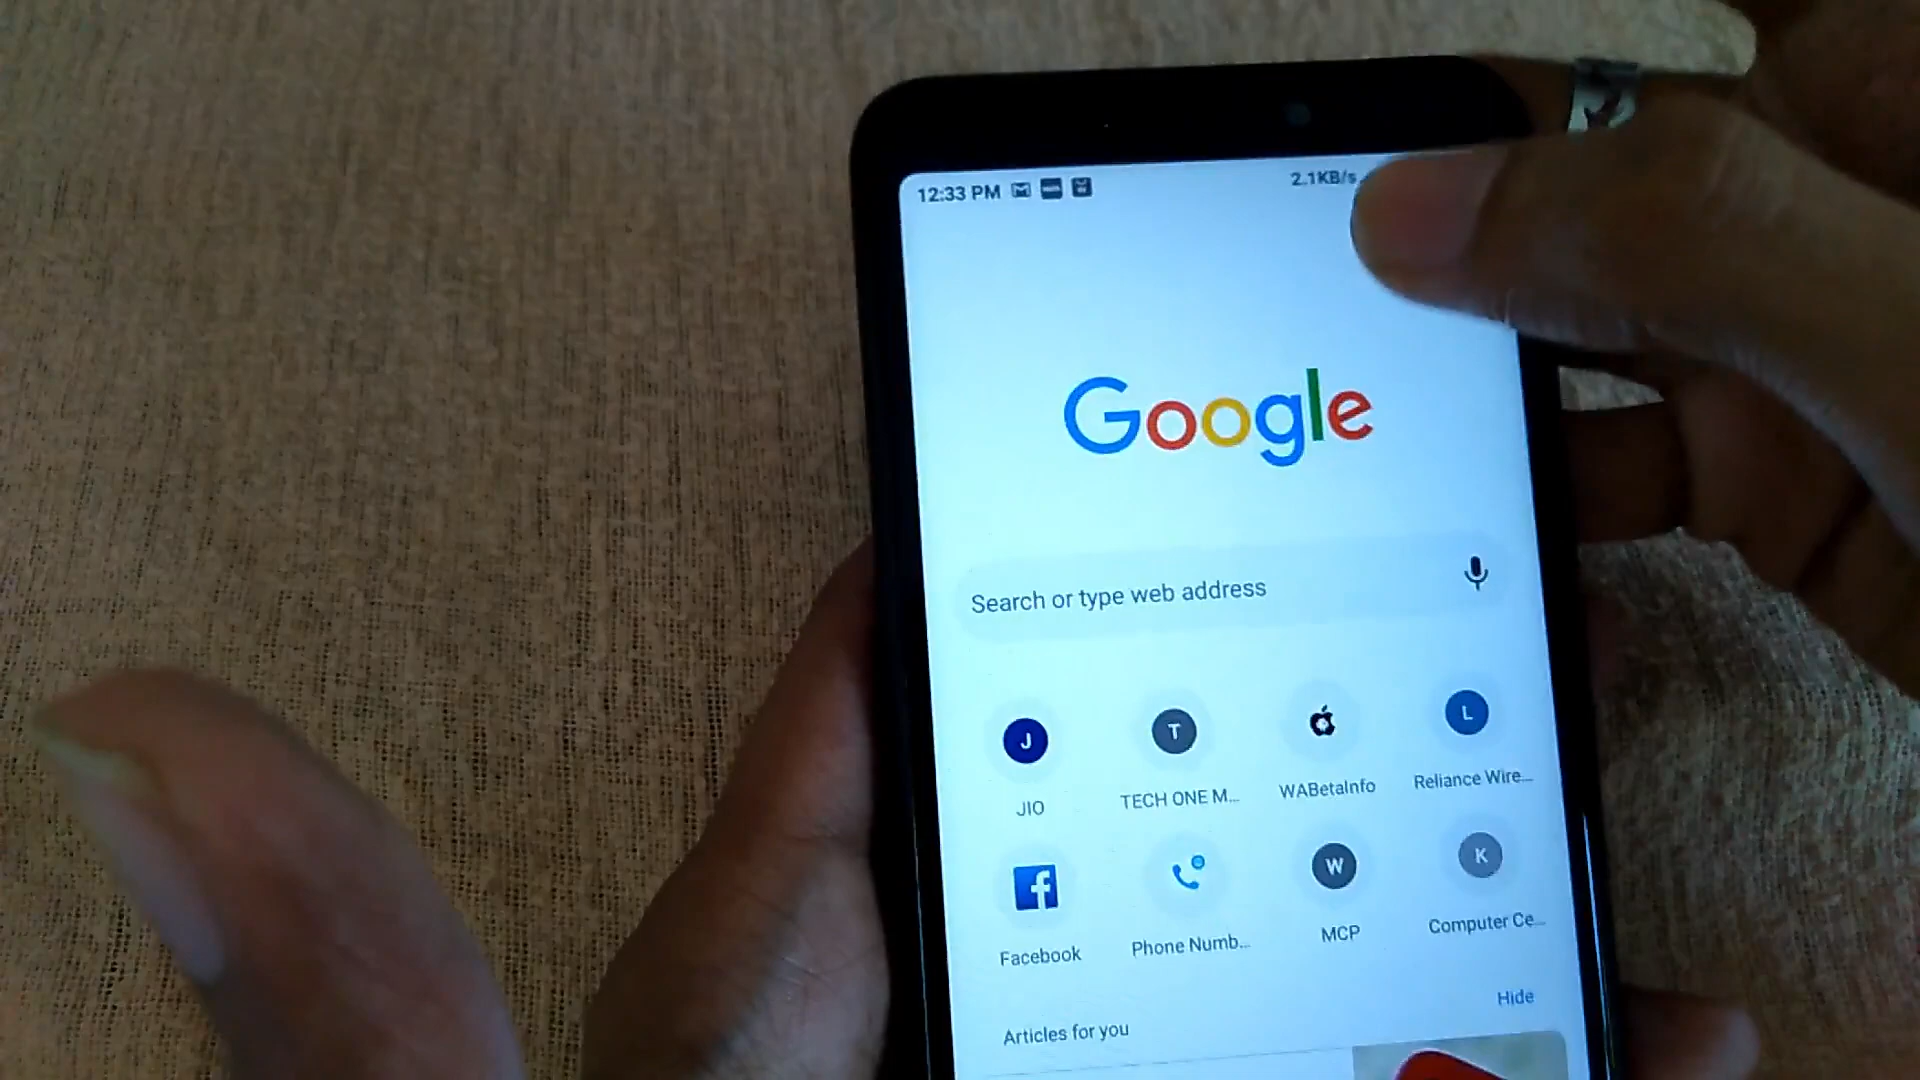 12:33 PM
2.1KB/s
Google
Search or type web address
J
T
L
JIO
TECH ONE M...
WABetaInfo
Reliance Wire...
f
W
K
Facebook
Phone Numb...
MCP
Computer Ce...
Articles for you
Hide